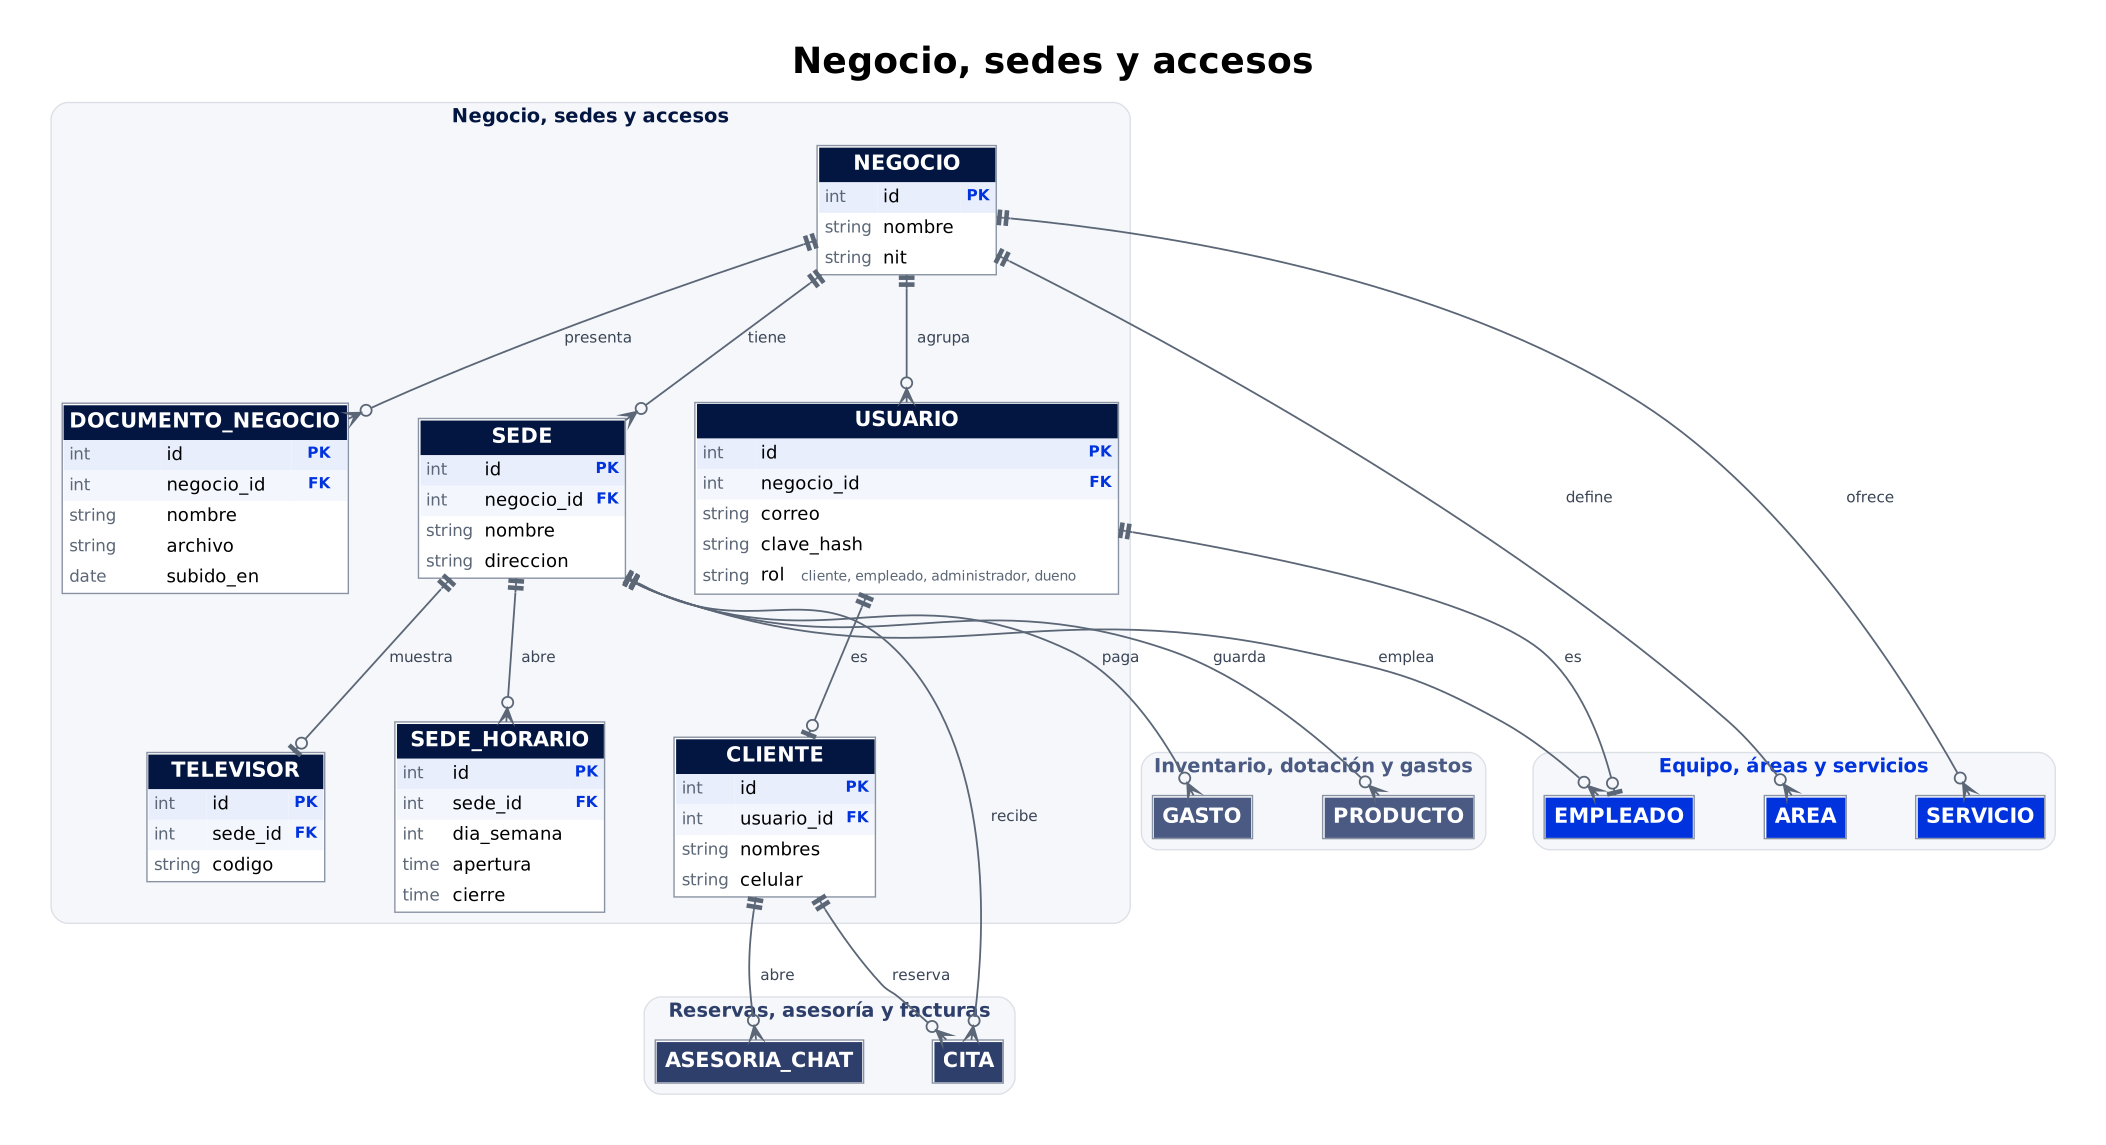 Negocio, sedes y accesos
Negocio, sedes y accesos
NEGOCIO
int id PK
string nombre
string nit
presenta
tiene
agrupa
define
ofrece
DOCUMENTO_NEGOCIO
int id PK
int negocio_id FK
string nombre
string archivo
date subido_en
SEDE
int id PK
int negocio_id FK
string nombre
string direccion
USUARIO
int id PK
int negocio_id FK
string correo
string clave_hash
string rol cliente, empleado, administrador, dueno
muestra
abre
es
paga
guarda
emplea
es
TELEVISOR
int id PK
int sede_id FK
string codigo
SEDE_HORARIO
int id PK
int sede_id FK
int dia_semana
time apertura
time cierre
CLIENTE
int id PK
int usuario_id FK
string nombres
string celular
recibe
Inventario, dotación y gastos
GASTO
PRODUCTO
Equipo, áreas y servicios
EMPLEADO
AREA
SERVICIO
abre
reserva
Reservas, asesoría y facturas
ASESORIA_CHAT
CITA